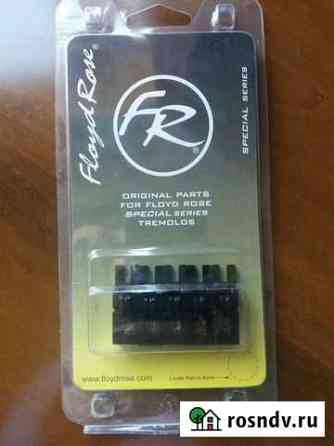 Floyd Rose
FR
®
SPECIAL SERIES
ORIGINAL PARTS
FOR FLOYD ROSE
SPECIAL SERIES
TREMOLOS
www.floydrose.com
rosndv.ru